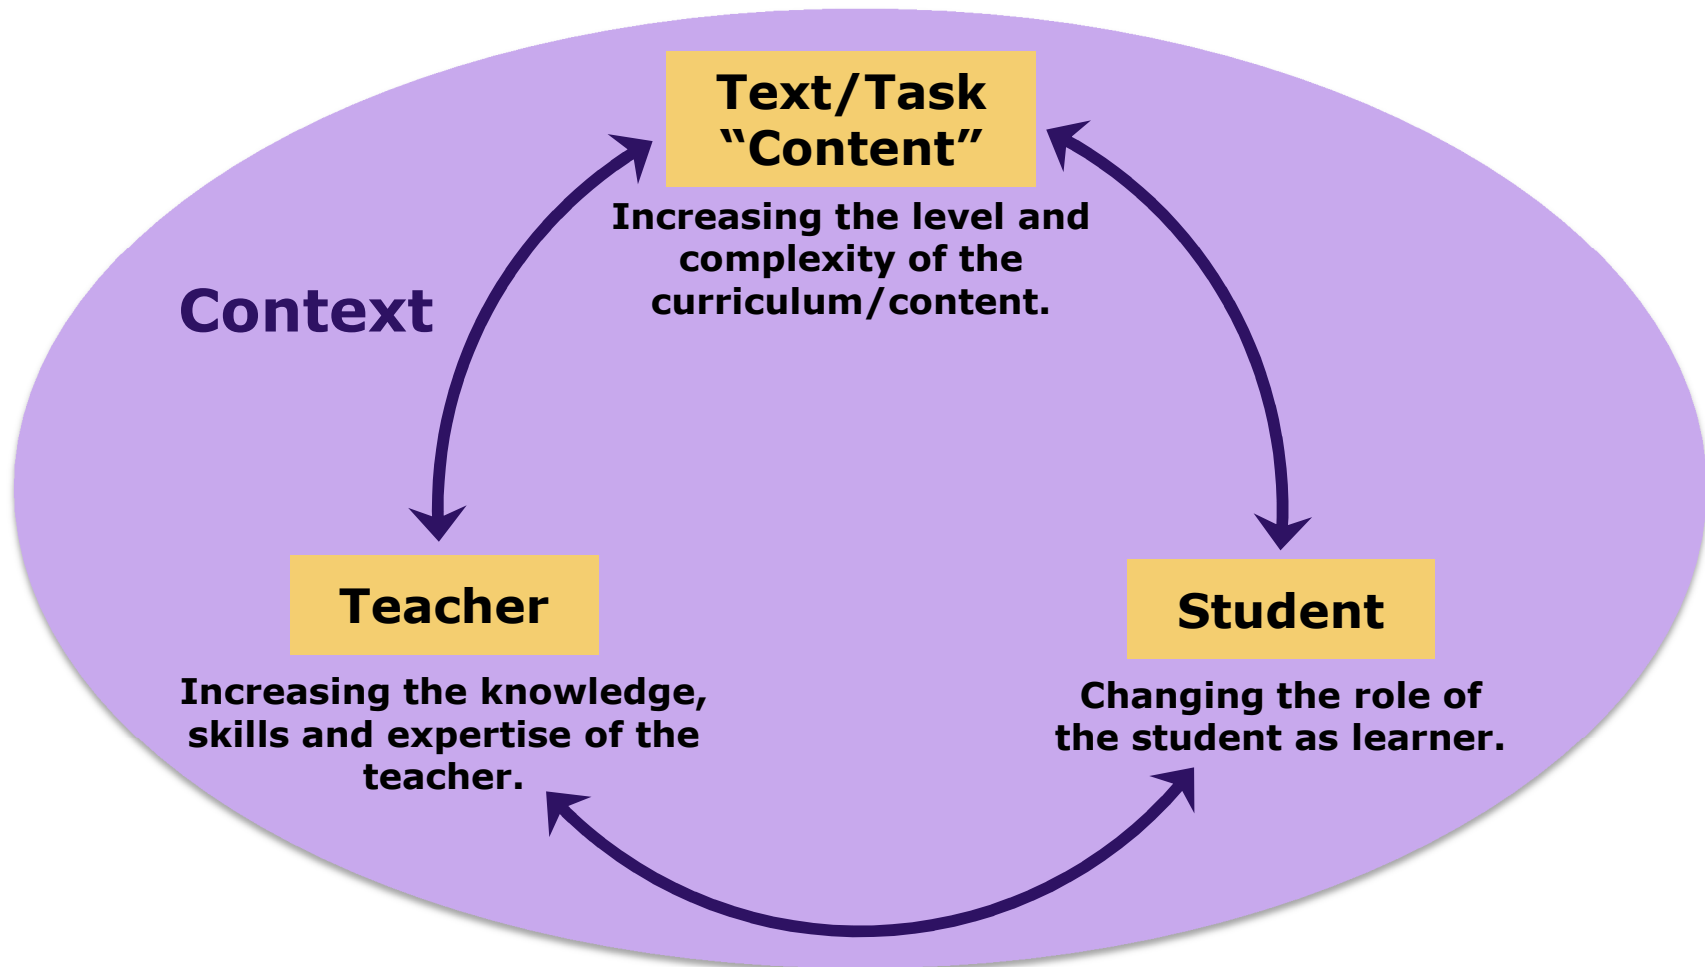 Text/Task
“Content”
Increasing the level and
complexity of the
curriculum/content.
Context
Teacher
Increasing the knowledge,
skills and expertise of the
teacher.
Student
Changing the role of
the student as learner.